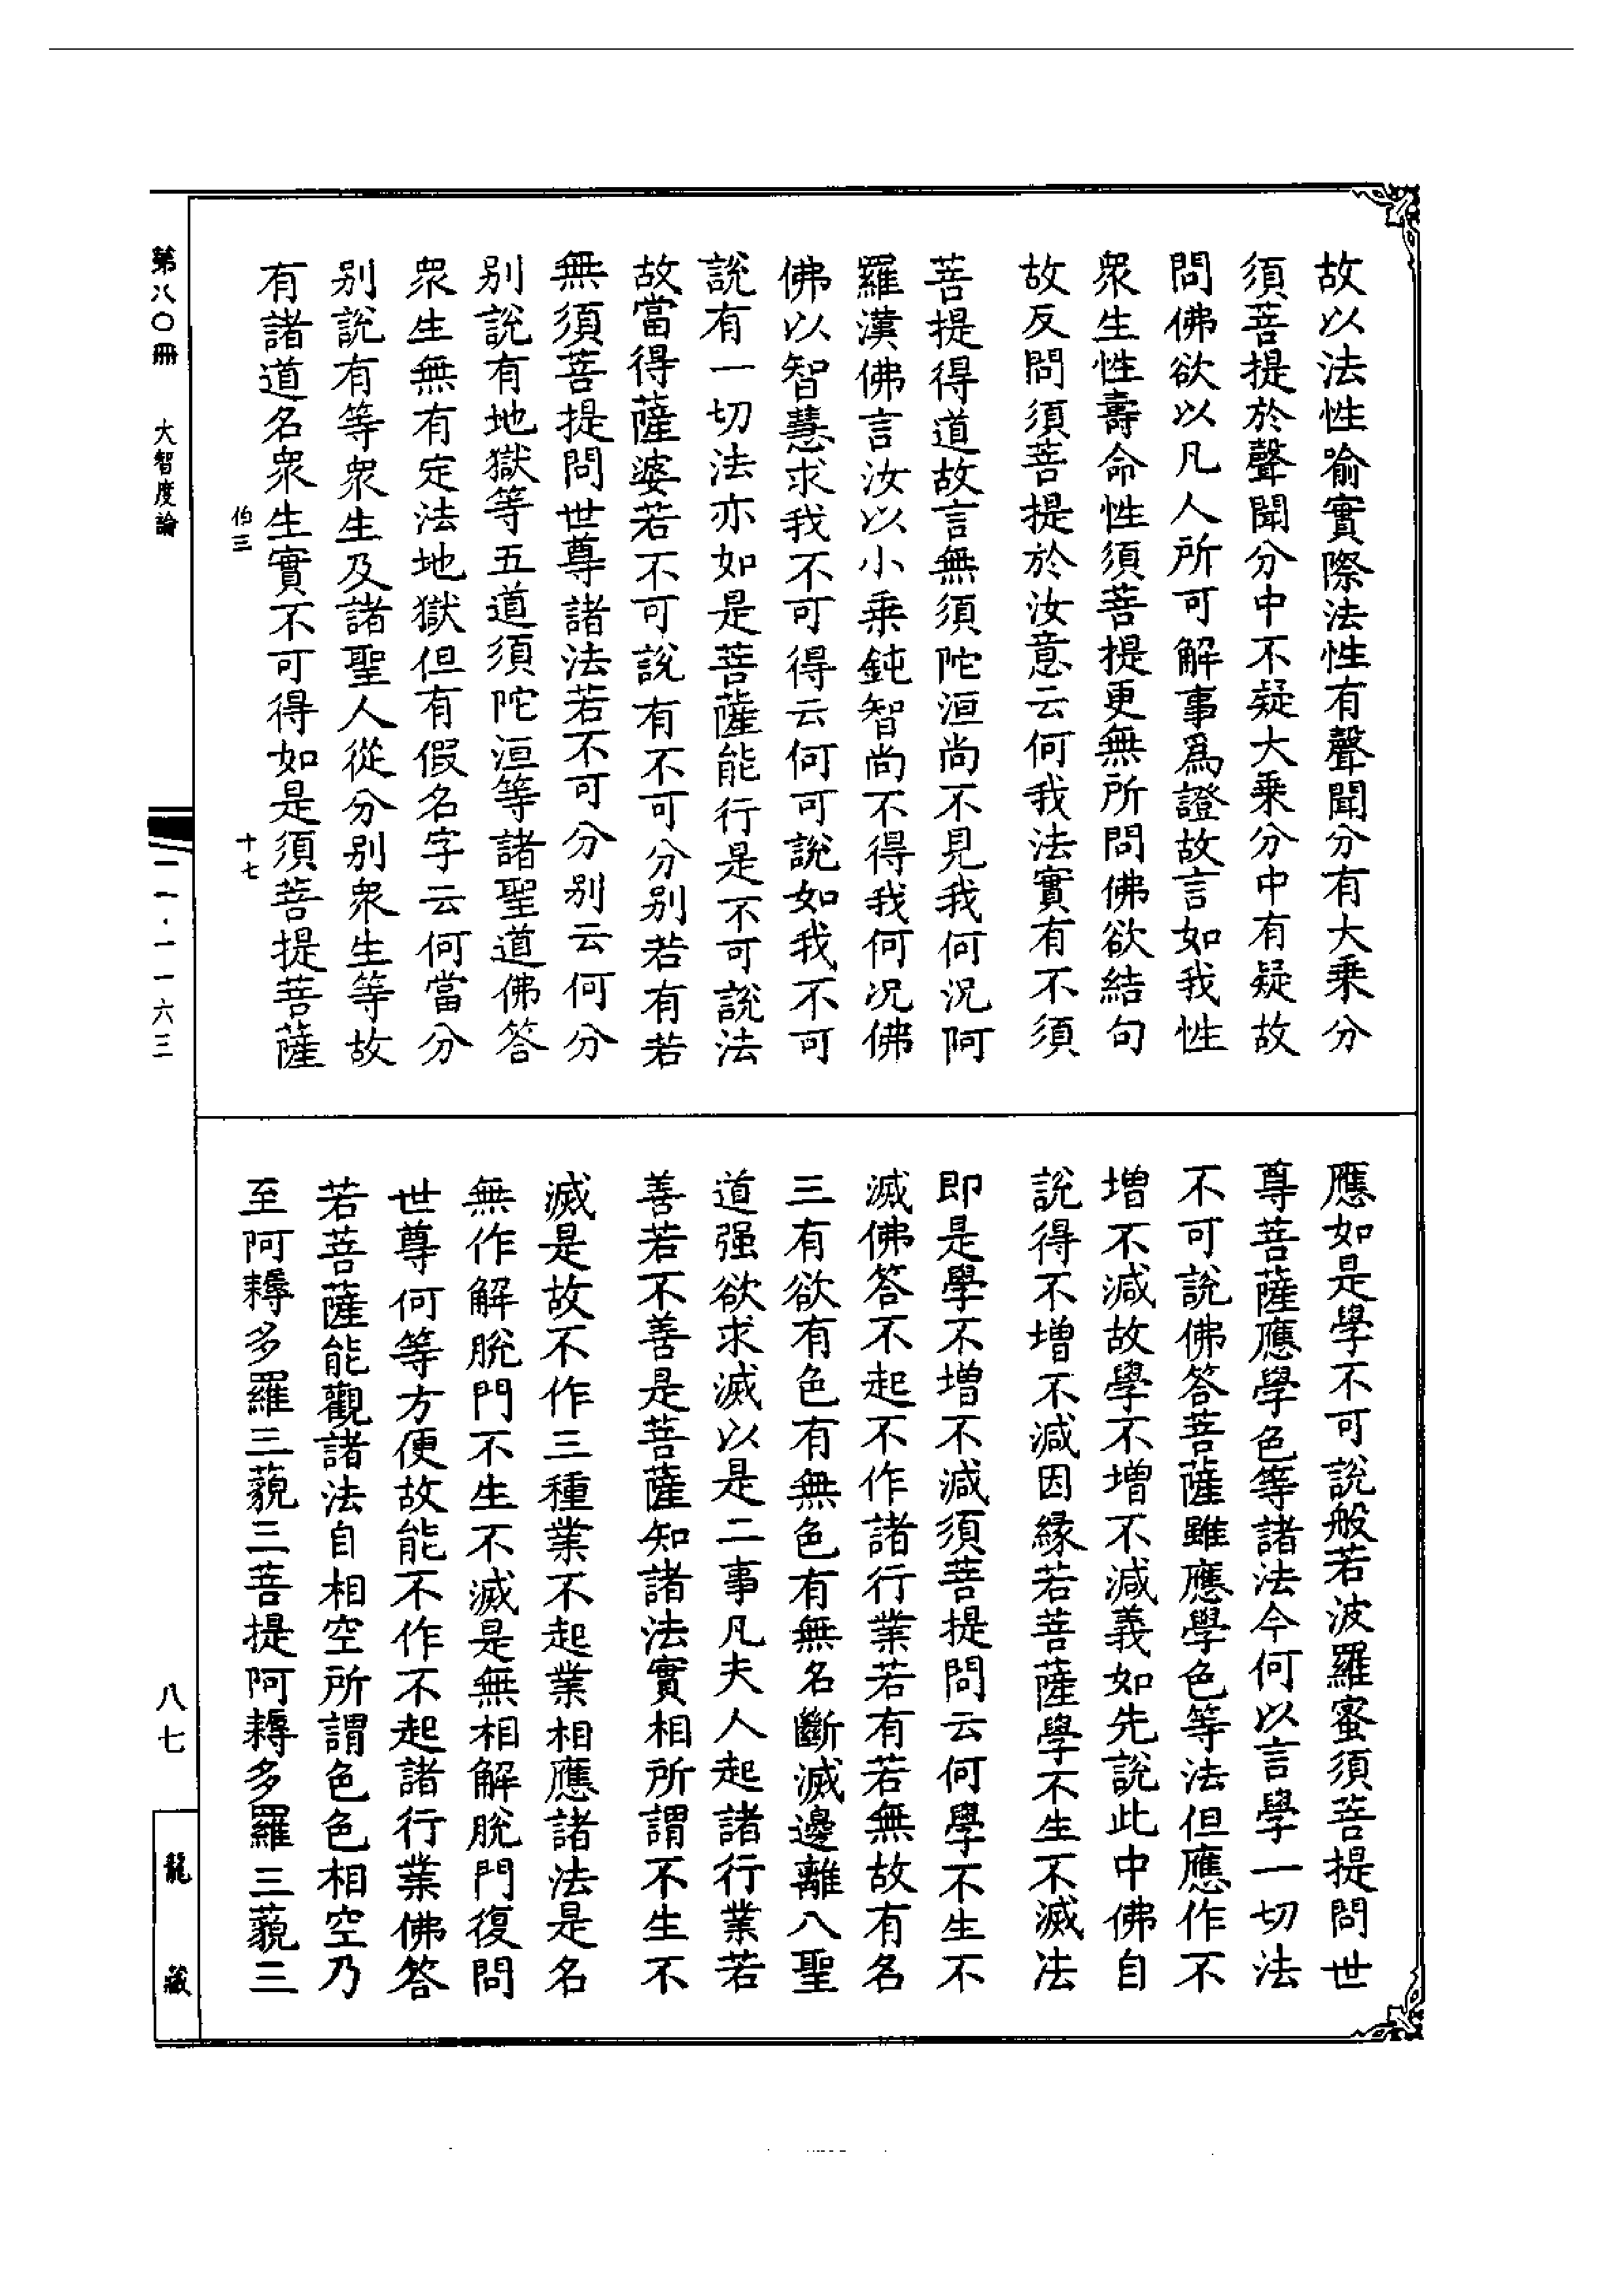 故以法性喻實際法性有聲聞分有大乘分
須菩提於聲聞分中不疑大乘分中有疑故
問佛欲以凡人所可解事爲證故言如我性
衆生性壽命性須菩提更無所問佛欲結句
故反問須菩提於汝意云何我法實有不須
菩提得道故言無須陀洹尚不見我何況阿
羅漢佛言汝以小乘鈍智尚不得我何况佛
佛以智慧求我不可得云何可說如我不可
說有一切法亦如是菩薩能行是不可說法
故當得薩婆若不可說有不可分别若有若
無須菩提問世尊諸法若不可分别云何分
别說有地獄等五道須陀洹等諸聖道佛答
衆生無有定法地獄但有假名字云何當分
别說有等衆生及諸聖人從分别衆生等故
有諸道名衆生實不可得如是須菩提菩薩
伯三
十七
應如是學不可說般若波羅蜜須菩提問世
尊菩薩應學色等諸法今何以言學一切法
不可說佛答菩薩雖應學色等法但應作不
增不減故學不增不減義如先說此中佛自
說得不增不減因緣若菩薩學不生不滅法
即是學不增不減須菩提問云何學不生不
滅佛答不起不作諸行業若有若無故有名
三有欲有色有無色有無名斷滅邊離八聖
道强欲求滅以是二事凡夫人起諸行業若
善若不善是菩薩知諸法實相所謂不生不
滅是故不作三種業不起業相應諸法是名
無作解脫門不生不滅是無相解脫門復問
世尊何等方便故能不作不起諸行業佛答
若菩薩能觀諸法自相空所謂色色相空乃
至阿耨多羅三藐三菩提阿耨多羅三藐三
第八〇冊
大智度論
一一·一一六三
八七
龍藏